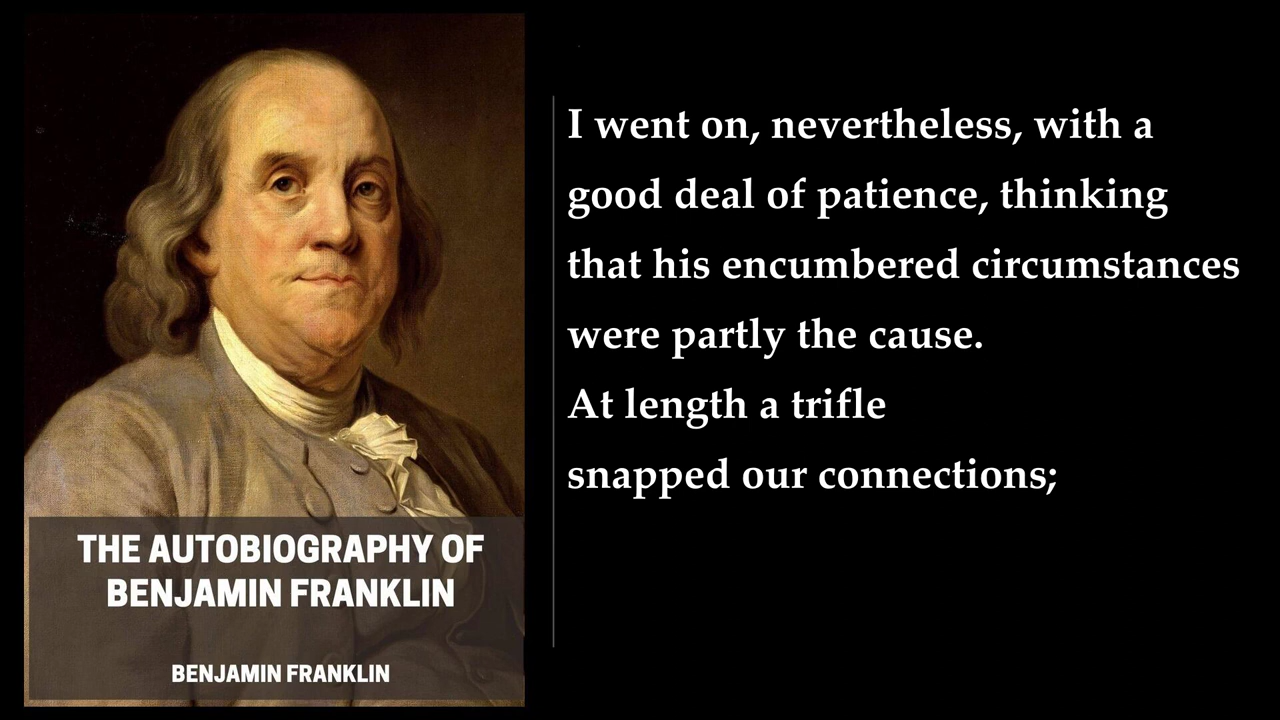 THE AUTOBIOGRAPHY OF
BENJAMIN FRANKLIN
BENJAMIN FRANKLIN
I went on, nevertheless, with a
good deal of patience, thinking
that his encumbered circumstances
were partly the cause.
At length a trifle
snapped our connections;